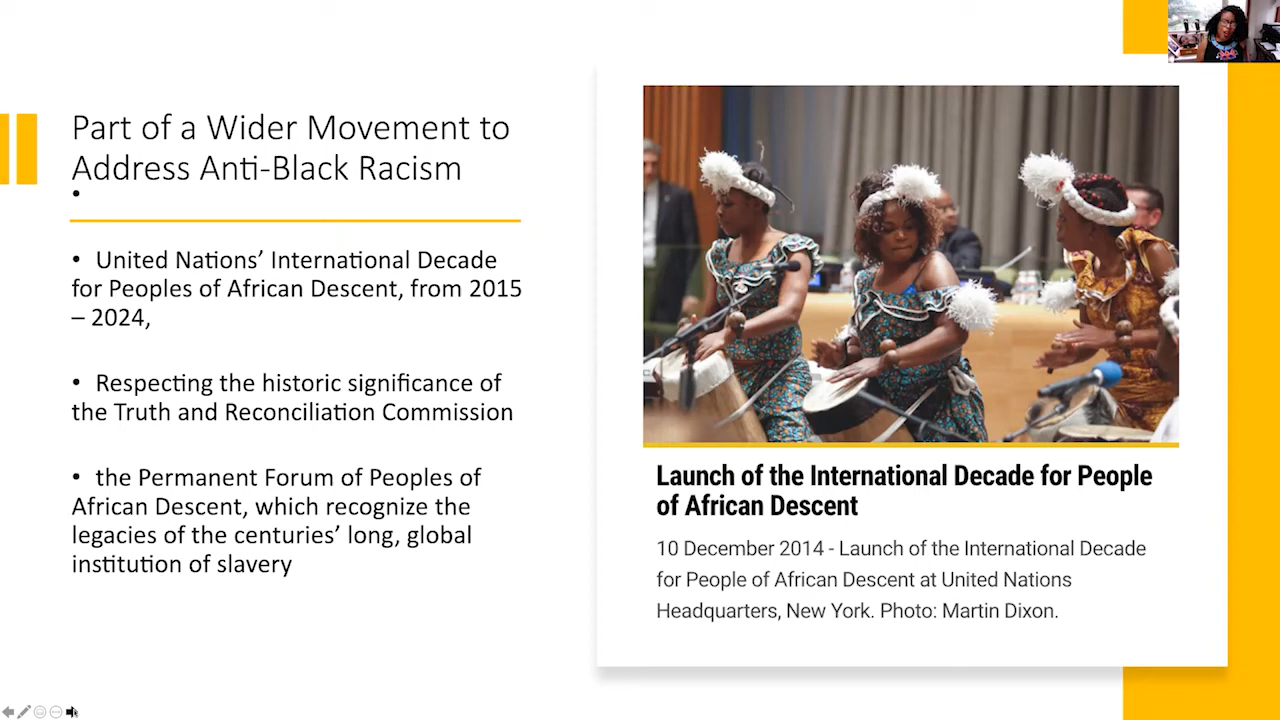 Part of a Wider Movement to
Address Anti-Black Racism
•
• United Nations’ International Decade
for Peoples of African Descent, from 2015
– 2024,
• Respecting the historic significance of
the Truth and Reconciliation Commission
• the Permanent Forum of Peoples of
African Descent, which recognize the
legacies of the centuries’ long, global
institution of slavery
Launch of the International Decade for People
of African Descent
10 December 2014 - Launch of the International Decade
for People of African Descent at United Nations
Headquarters, New York. Photo: Martin Dixon.